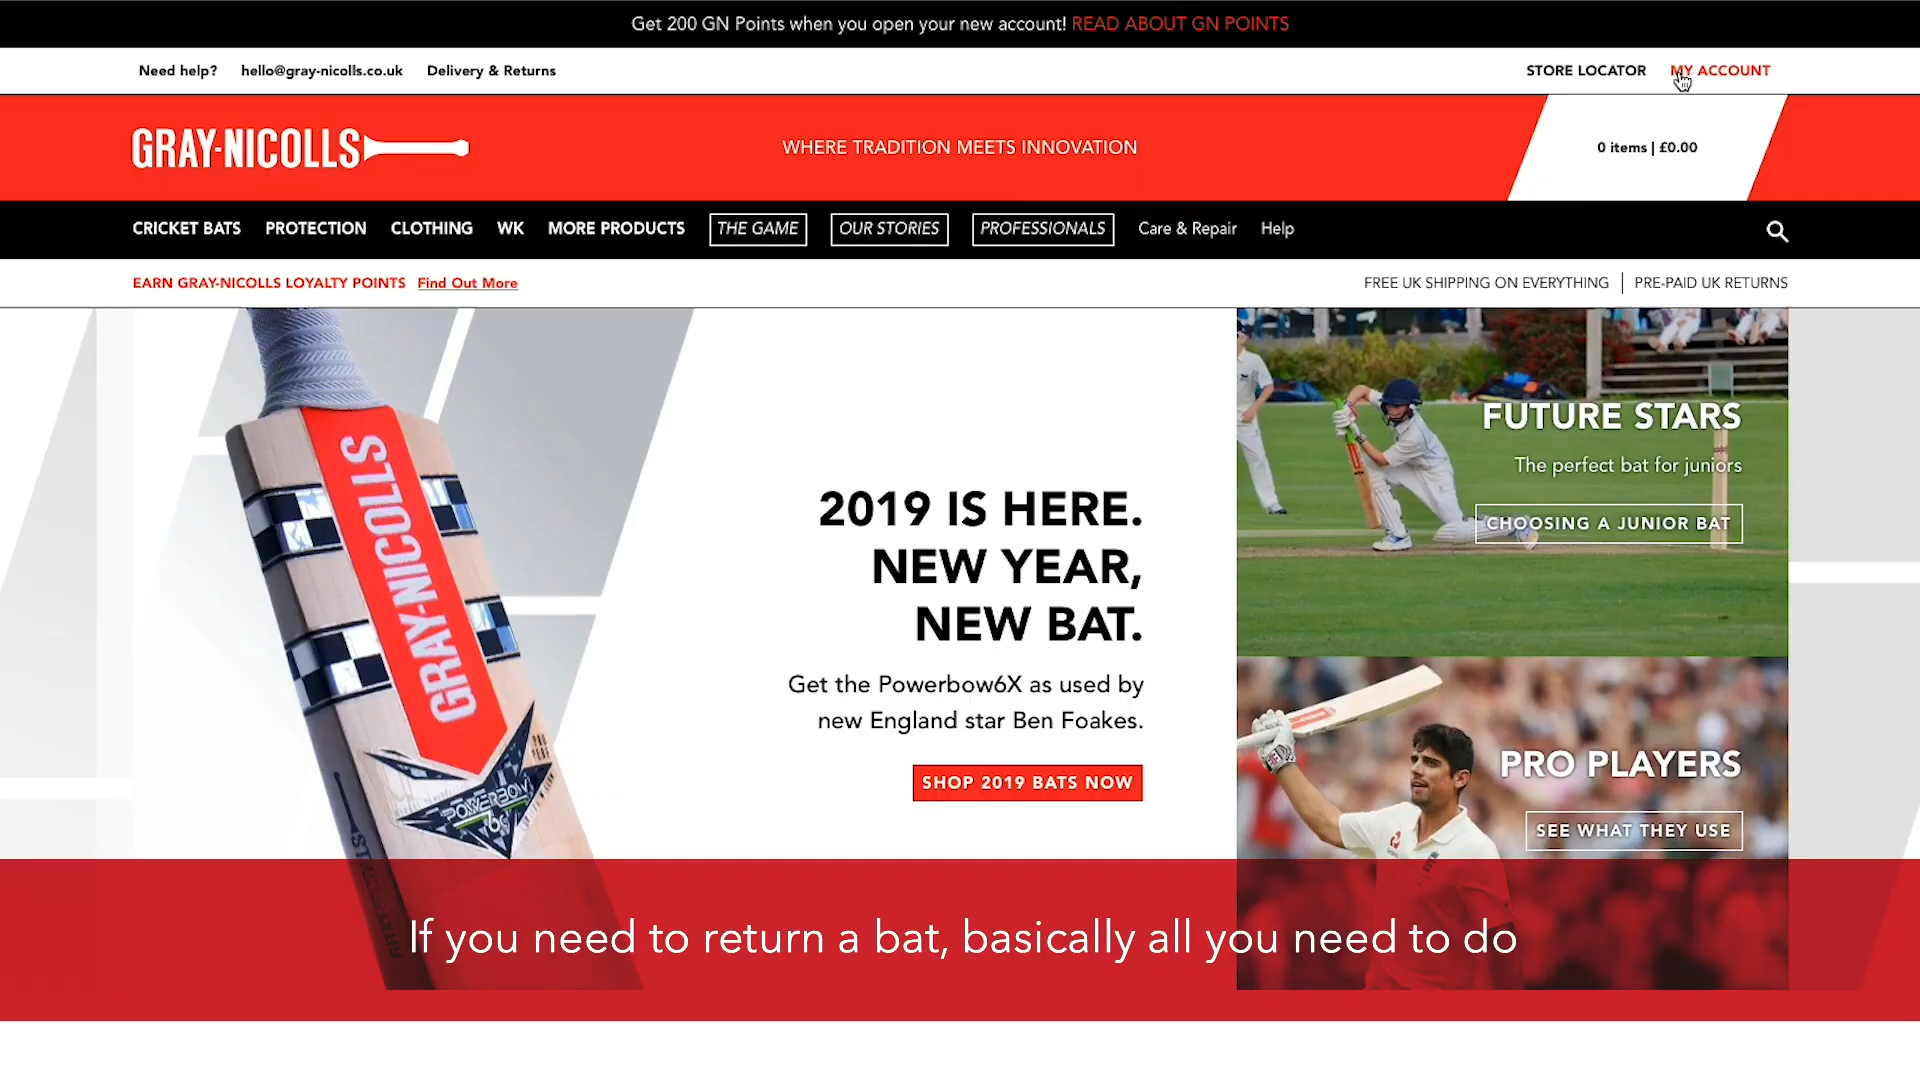 Get 200 GN Points when you open your new account! READ ABOUT GN POINTS
Need help? hello@gray-nicolls.co.uk Delivery & Returns
STORE LOCATOR MY ACCOUNT
GRAY-NICOLLS
WHERE TRADITION MEETS INNOVATION
0 items | £0.00
CRICKET BATS PROTECTION CLOTHING WK MORE PRODUCTS THE GAME OUR STORIES PROFESSIONALS Care & Repair Help
EARN GRAY-NICOLLS LOYALTY POINTS Find Out More
FREE UK SHIPPING ON EVERYTHING | PRE-PAID UK RETURNS
GRAY-NICOLLS
POWERBOW
2019 IS HERE.
NEW YEAR,
NEW BAT.
Get the Powerbow6X as used by
new England star Ben Foakes.
SHOP 2019 BATS NOW
FUTURE STARS
The perfect bat for juniors
CHOOSING A JUNIOR BAT
PRO PLAYERS
SEE WHAT THEY USE
If you need to return a bat, basically all you need to do